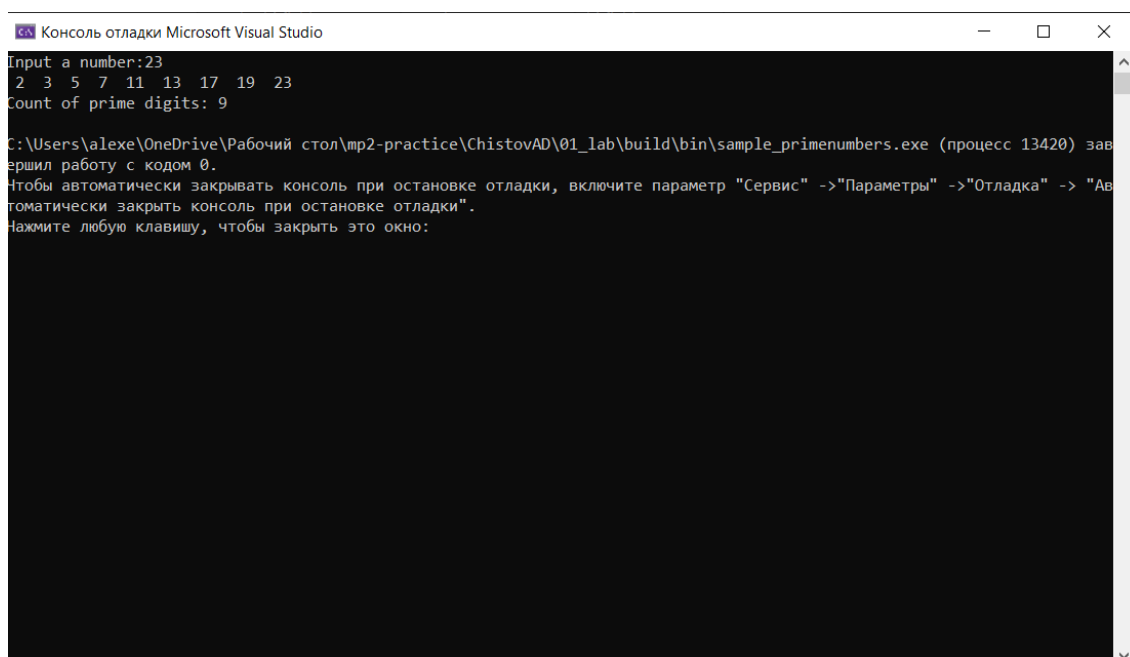 Консоль отладки Microsoft Visual Studio
Input a number:23
2 3 5 7 11 13 17 19 23
Count of prime digits: 9
C:\Users\alexe\OneDrive\Рабочий стол\mp2-practice\ChistovAD\01_lab\build\bin\sample_primenumbers.exe (процесс 13420) зав
ершил работу с кодом 0.
Чтобы автоматически закрывать консоль при остановке отладки, включите параметр "Сервис" ->"Параметры" ->"Отладка" -> "Ав
томатически закрыть консоль при остановке отладки".
Нажмите любую клавишу, чтобы закрыть это окно: